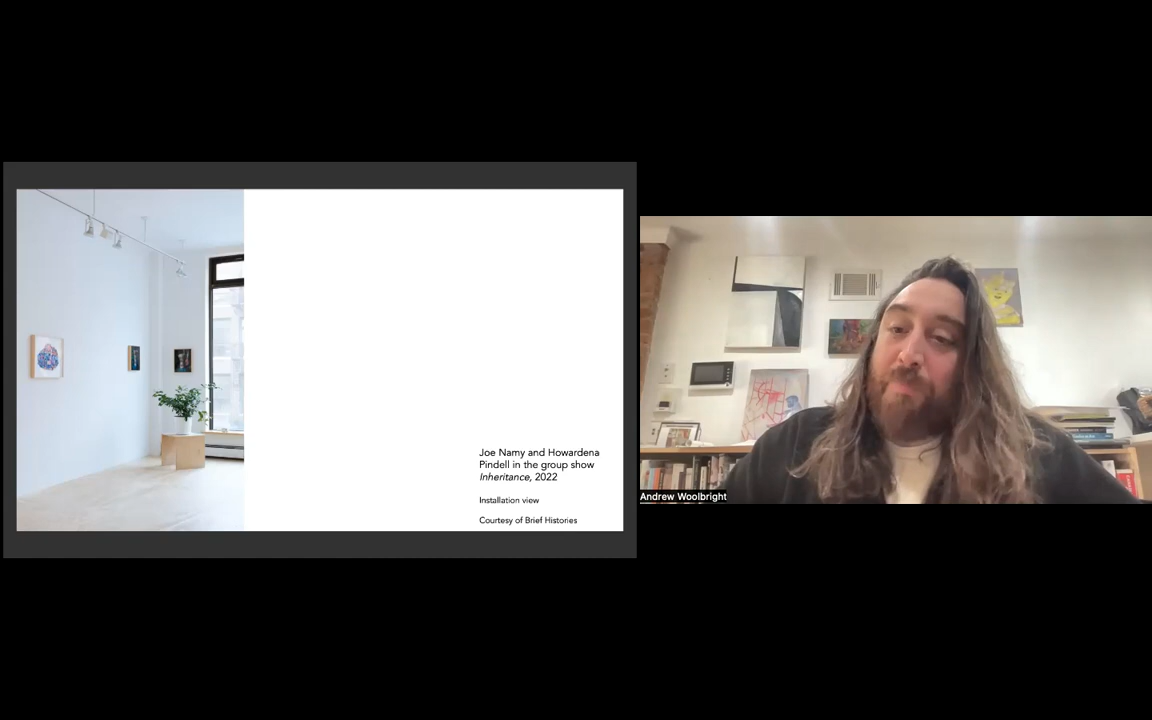 Joe Namy and Howardena
Pindell in the group show
Inheritance, 2022
Installation view
Courtesy of Brief Histories
Andrew Woolbright